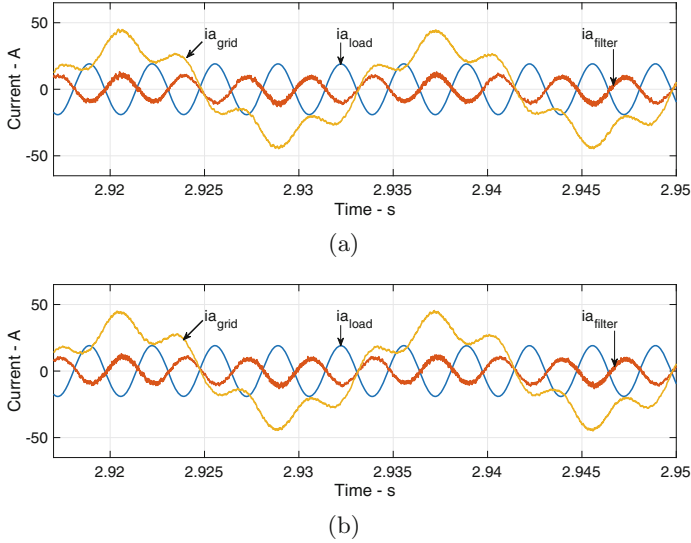 50
0
-50
Current - A
ia_grid
ia_load
ia_filter
2.92 2.925 2.93 2.935 2.94 2.945 2.95
Time - s
(a)
50
0
-50
Current - A
ia_grid
ia_load
ia_filter
2.92 2.925 2.93 2.935 2.94 2.945 2.95
Time - s
(b)